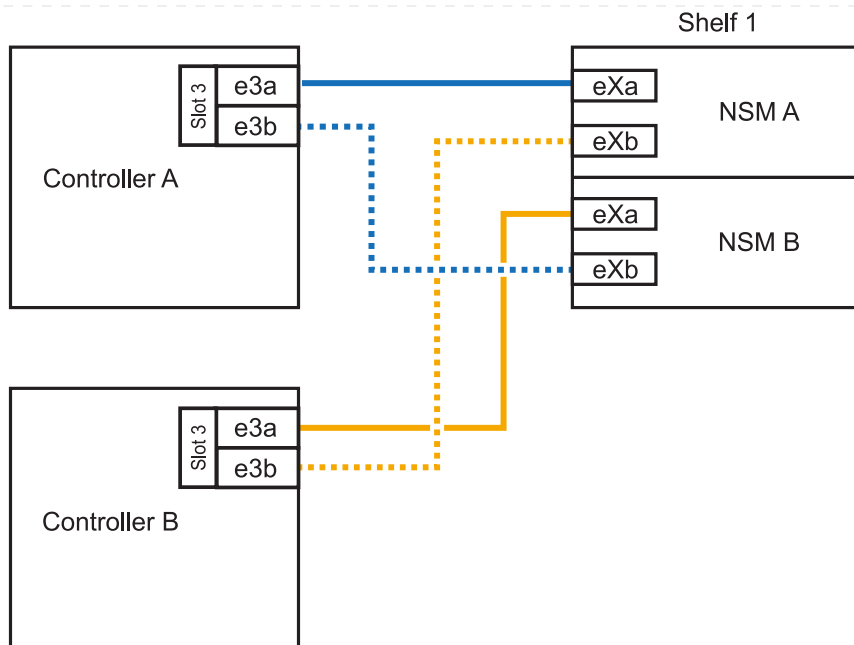 Shelf 1
Slot 3
e3a
e3b
Controller A
eXa
eXb
NSM A
eXa
eXb
NSM B
Slot 3
e3a
e3b
Controller B